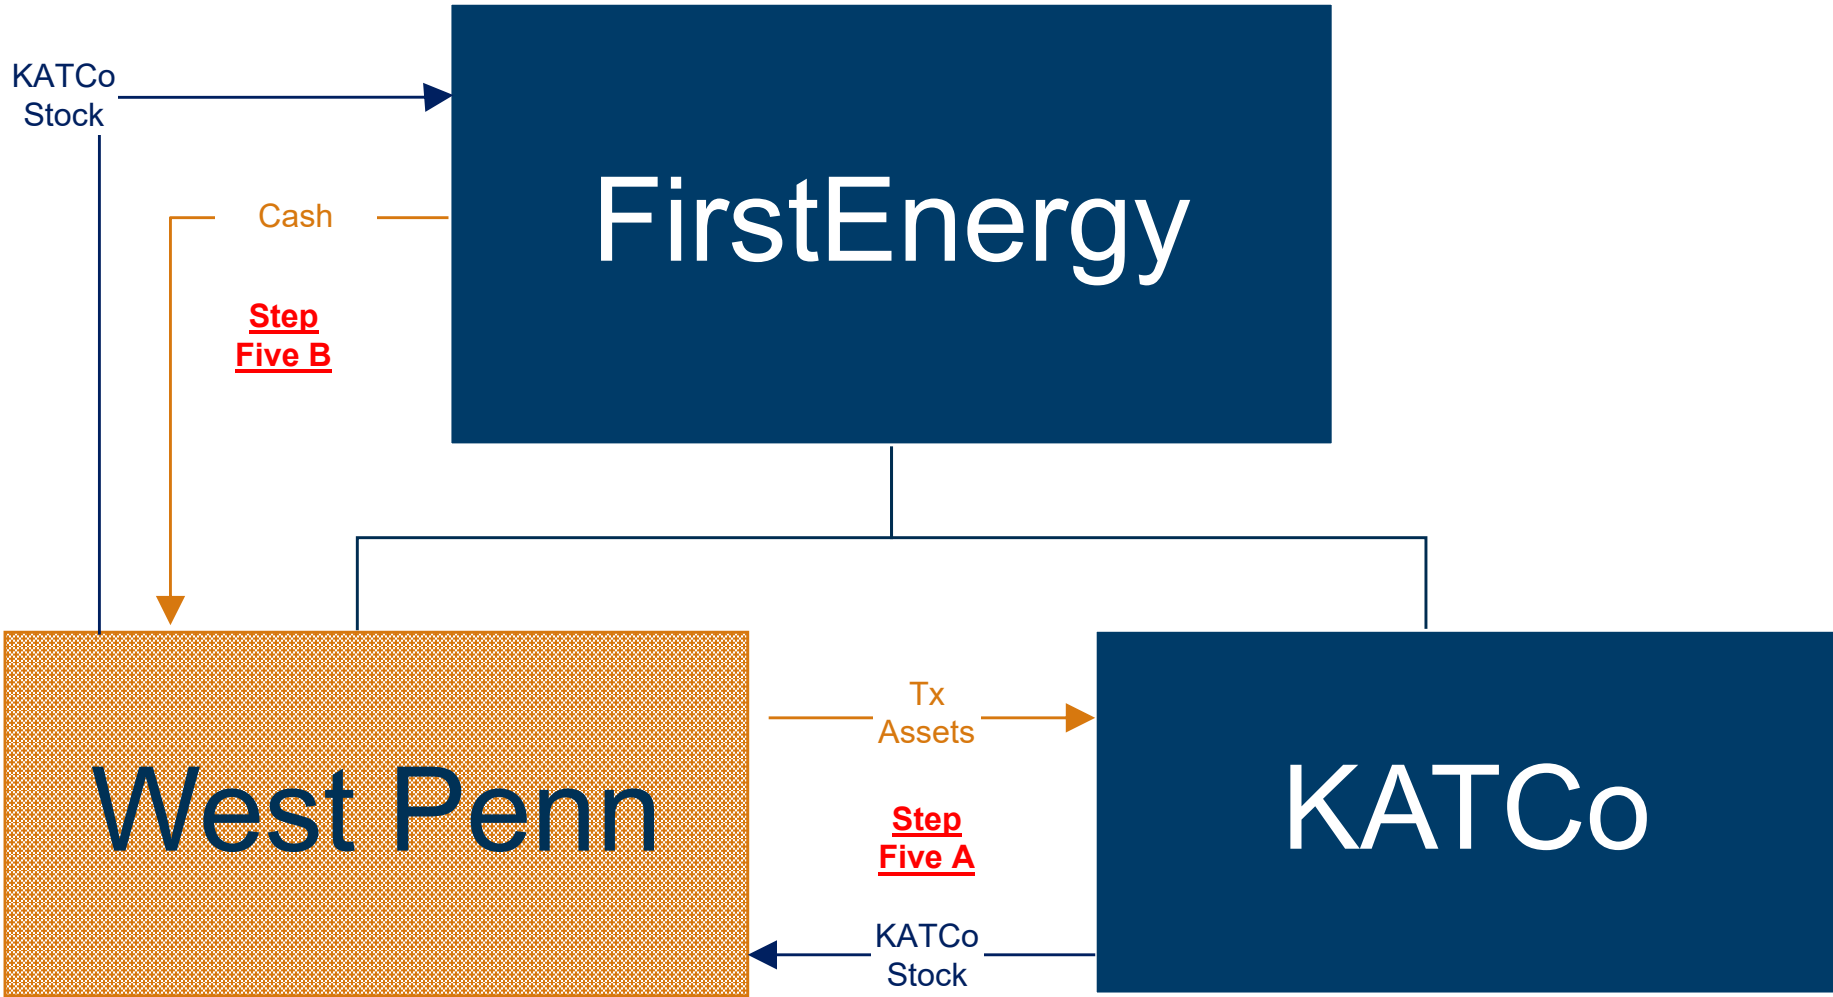 KATCo
Stock
FirstEnergy
Cash
Step
Five B
West Penn
Tx
Assets
Step
Five A
KATCo
Stock
KATCo